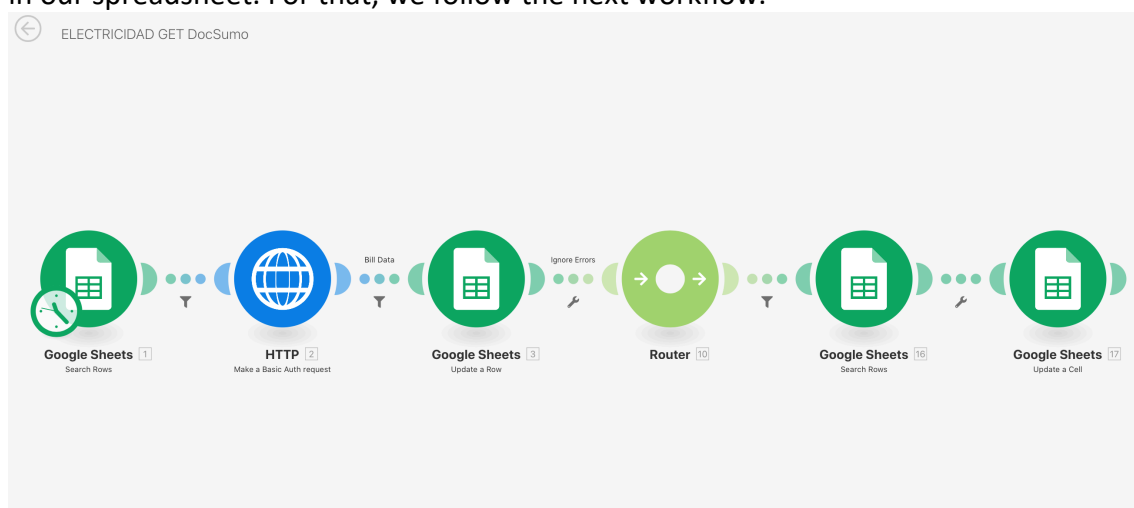 in our spreadsheet. For that, we follow the next workflow:
ELECTRICIDAD GET DocSumo
Bill Data
Ignore Errors
Google Sheets 1
Search Rows
HTTP 2
Make a Basic Auth request
Google Sheets 3
Update a Row
Router 10
Google Sheets 16
Search Rows
Google Sheets 17
Update a Cell